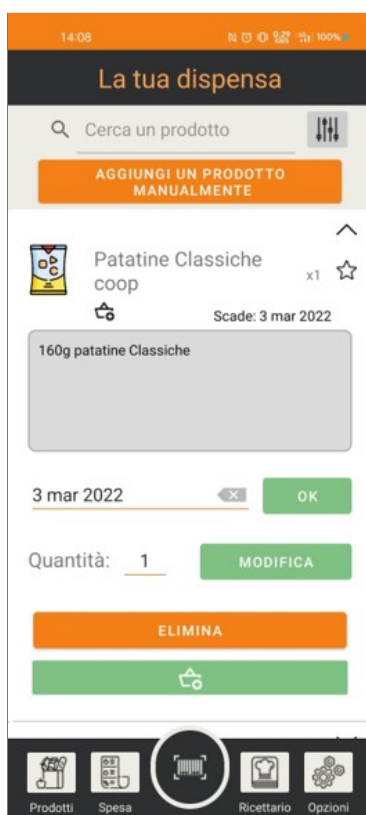 14:08
100%
La tua dispensa
Cerca un prodotto
AGGIUNGI UN PRODOTTO
MANUALMENTE
Patatine Classiche
coop
x1
Scade: 3 mar 2022
160g patatine Classiche
3 mar 2022
OK
Quantità: 1
MODIFICA
ELIMINA
Prodotti
Spesa
Ricettario
Opzioni